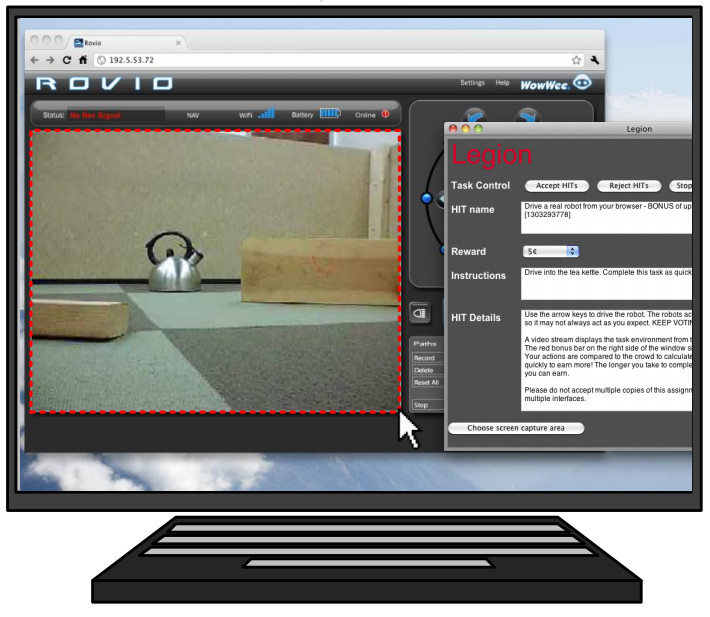 Rovio
192.5.53.72
ROVIO
Settings Help WowWee
Status: No Nav Signal NAV WiFi Battery Online
Legion
Legion
Task Control Accept HITs Reject HITs Stop
HIT name
Drive a real robot from your browser - BONUS of up
[1303293778]
Reward 5¢
Instructions
Drive into the tea kettle. Complete this task as quick
HIT Details
Use the arrow keys to drive the robot. The robots ac
so it may not always act as you expect. KEEP VOTI
A video stream displays the task environment from t
The red bonus bar on the right side of the window s
Your actions are compared to the crowd to calculate
quickly to earn more! The longer you take to comple
you can earn.
Please do not accept multiple copies of this assignm
multiple interfaces.
Choose screen capture area
Paths
Record
Delete
Reset All
Stop